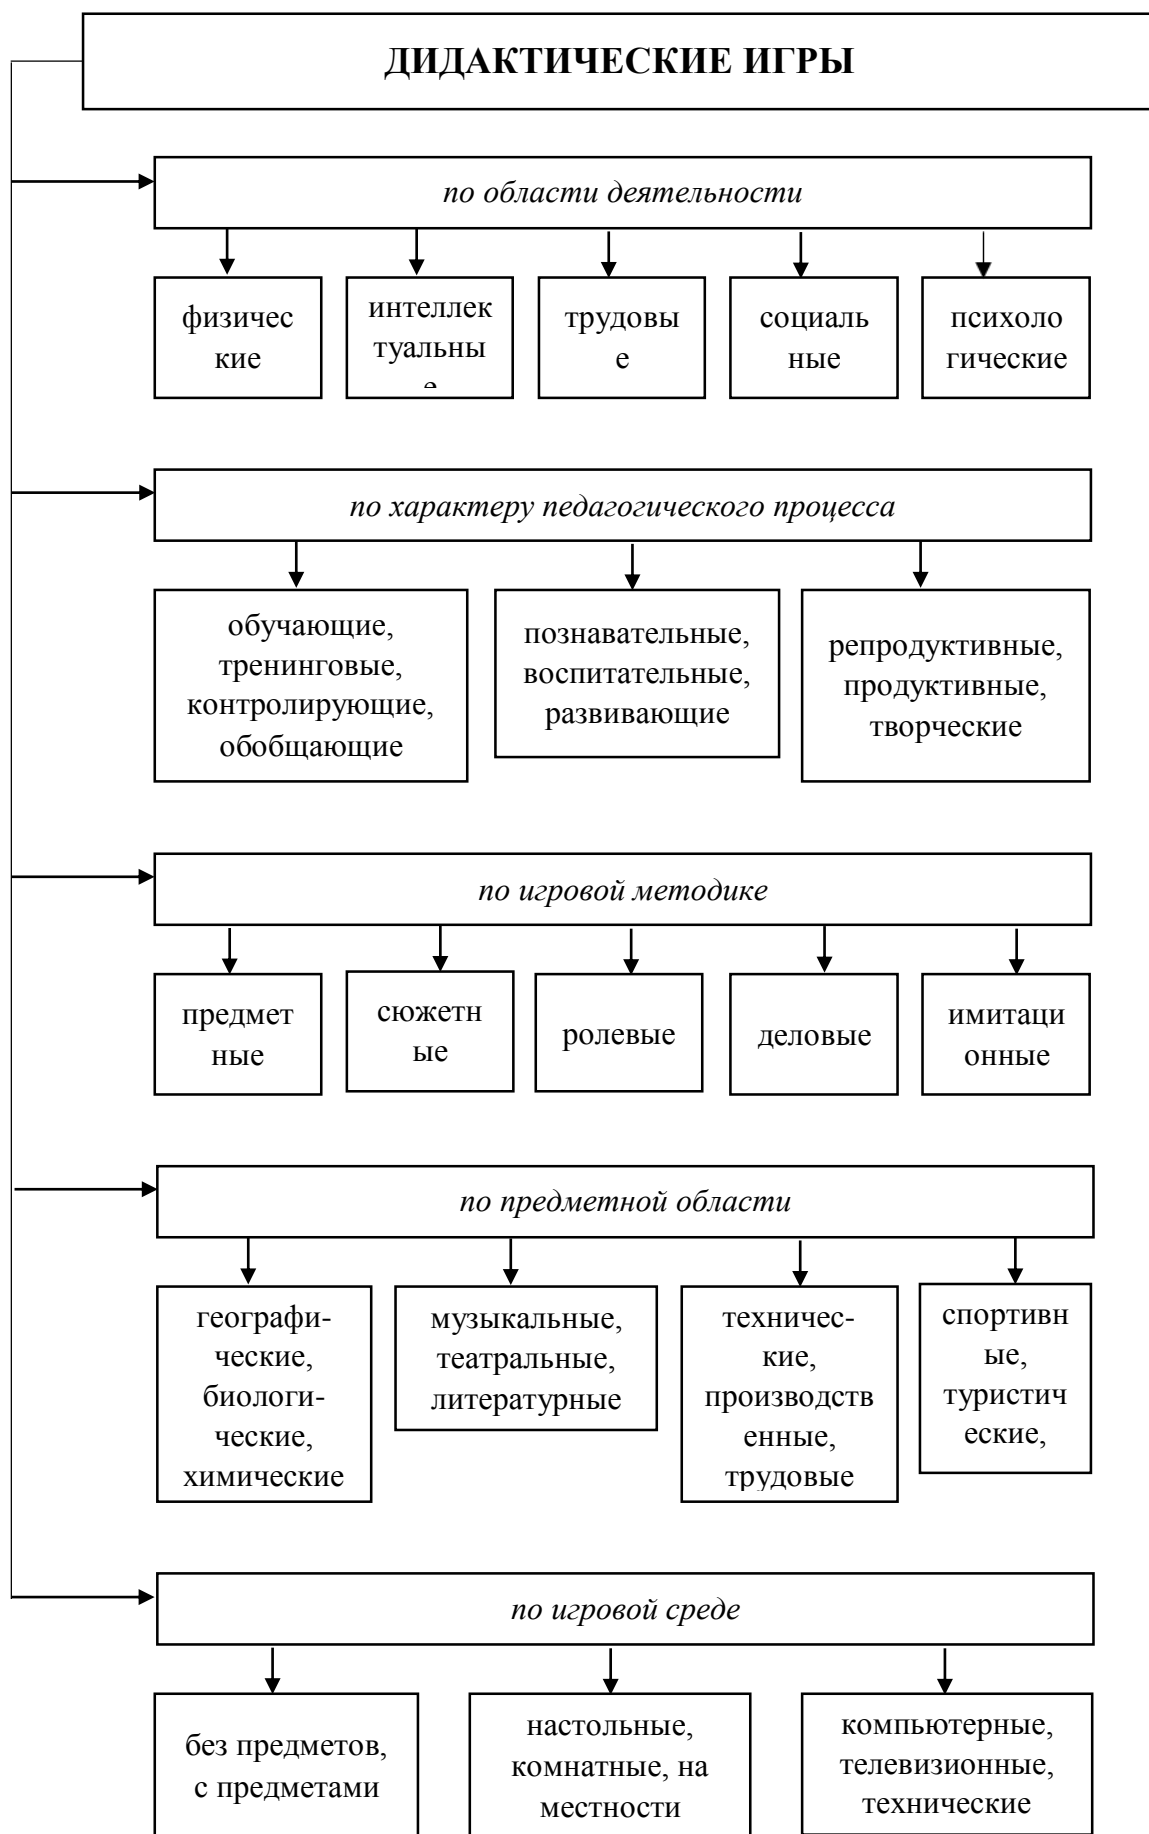 ДИДАКТИЧЕСКИЕ ИГРЫ
по области деятельности
физичес
кие
интеллек
туальны
е
трудовы
е
социаль
ные
психоло
гические
по характеру педагогического процесса
обучающие,
тренинговые,
контролирующие,
обобщающие
познавательные,
воспитательные,
развивающие
репродуктивные,
продуктивные,
творческие
по игровой методике
предмет
ные
сюжетн
ые
ролевые
деловые
имитаци
онные
по предметной области
географи-
ческие,
биологи-
ческие,
химические
музыкальные,
театральные,
литературные
техничес-
кие,
производств
енные,
трудовые
спортивн
ые,
туристич
еские,
по игровой среде
без предметов,
с предметами
настольные,
комнатные, на
местности
компьютерные,
телевизионные,
технические